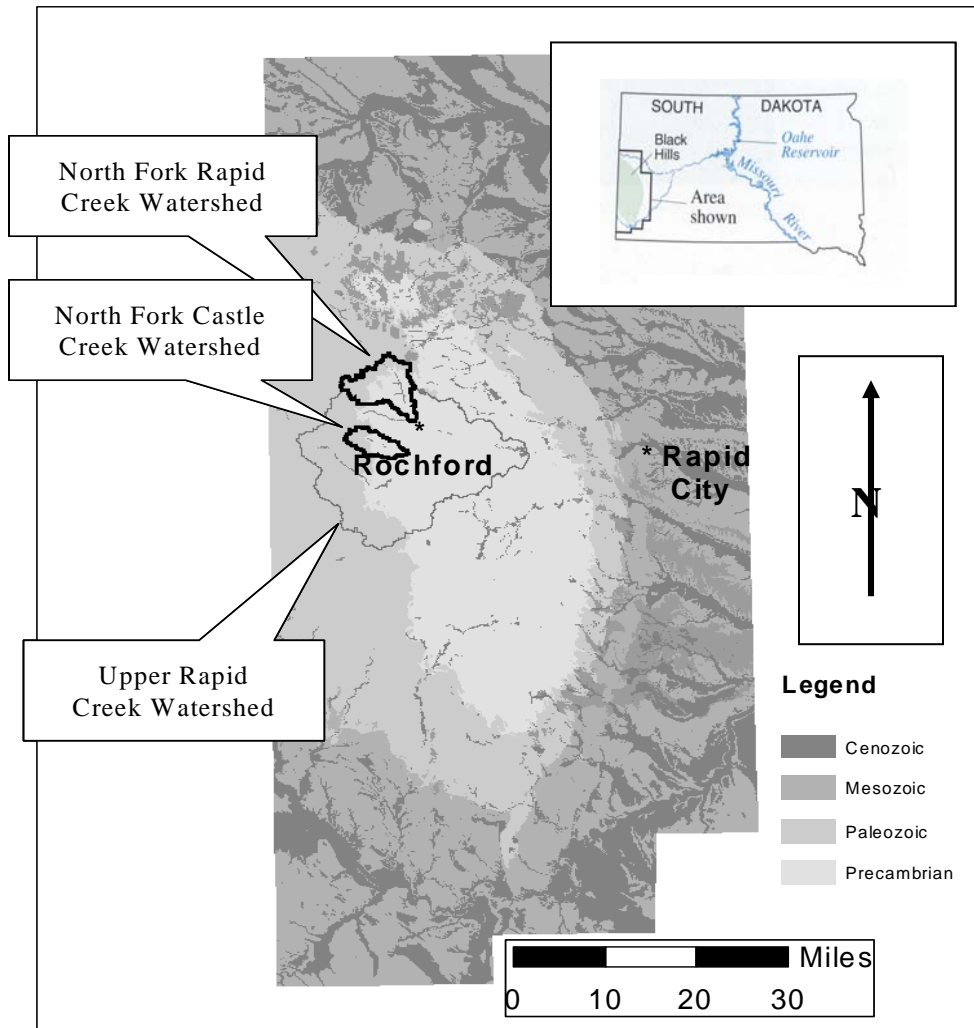 North Fork Rapid
Creek Watershed
North Fork Castle
Creek Watershed
Upper Rapid
Creek Watershed
SOUTH DAKOTA
Black
Hills
Oahe
Reservoir
Missouri
River
Area
shown
*
Rochford
* Rapid
City
N
Legend
Cenozoic
Mesozoic
Paleozoic
Precambrian
Miles
0 10 20 30